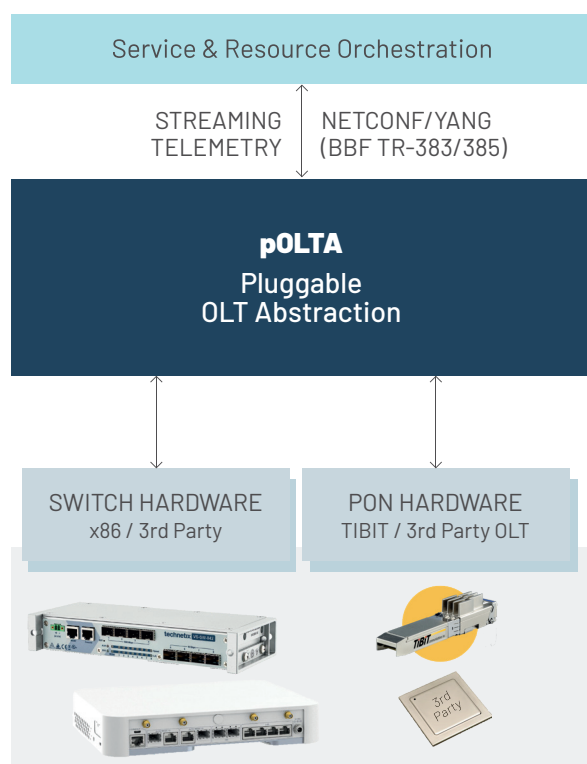 Service & Resource Orchestration
STREAMING
TELEMETRY
NETCONF/YANG
(BBF TR-383/385)
pOLTA
Pluggable
OLT Abstraction
SWITCH HARDWARE
x86 / 3rd Party
PON HARDWARE
TIBIT / 3rd Party OLT
technetix
TiBiT
3rd
Party